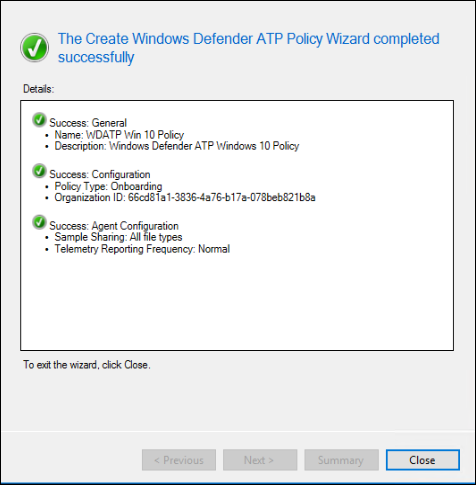 The Create Windows Defender ATP Policy Wizard completed
successfully
Details:
Success: General
• Name: WDATP Win 10 Policy
• Description: Windows Defender ATP Windows 10 Policy
Success: Configuration
• Policy Type: Onboarding
• Organization ID: 66cd81a1-3836-4a76-b17a-078beb821b8a
Success: Agent Configuration
• Sample Sharing: All file types
• Telemetry Reporting Frequency: Normal
To exit the wizard, click Close.
< Previous
Next >
Summary
Close